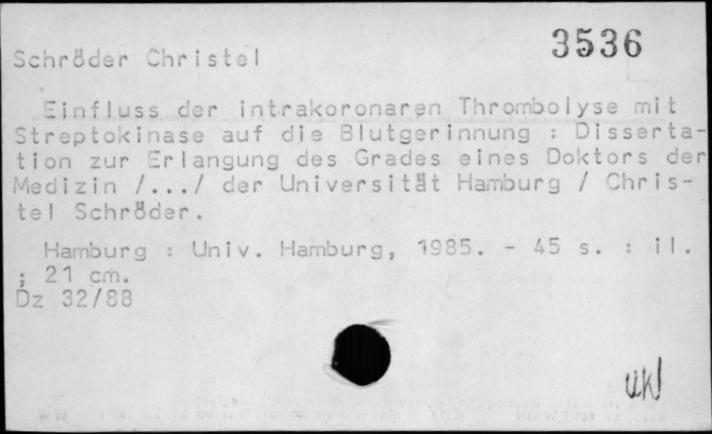 3536
Schröder Christel
Einfluss der intrakoronaren Thrombolyse mit
Streptokinase auf die Blutgerinnung : Disserta-
tion zur Erlangung des Grades eines Doktors der
Medizin /.../ der Universität Hamburg / Chris-
tel Schröder.
Hamburg : Univ. Hamburg, 1985. - 45 s. : il.
; 21 cm.
Dz 32/88